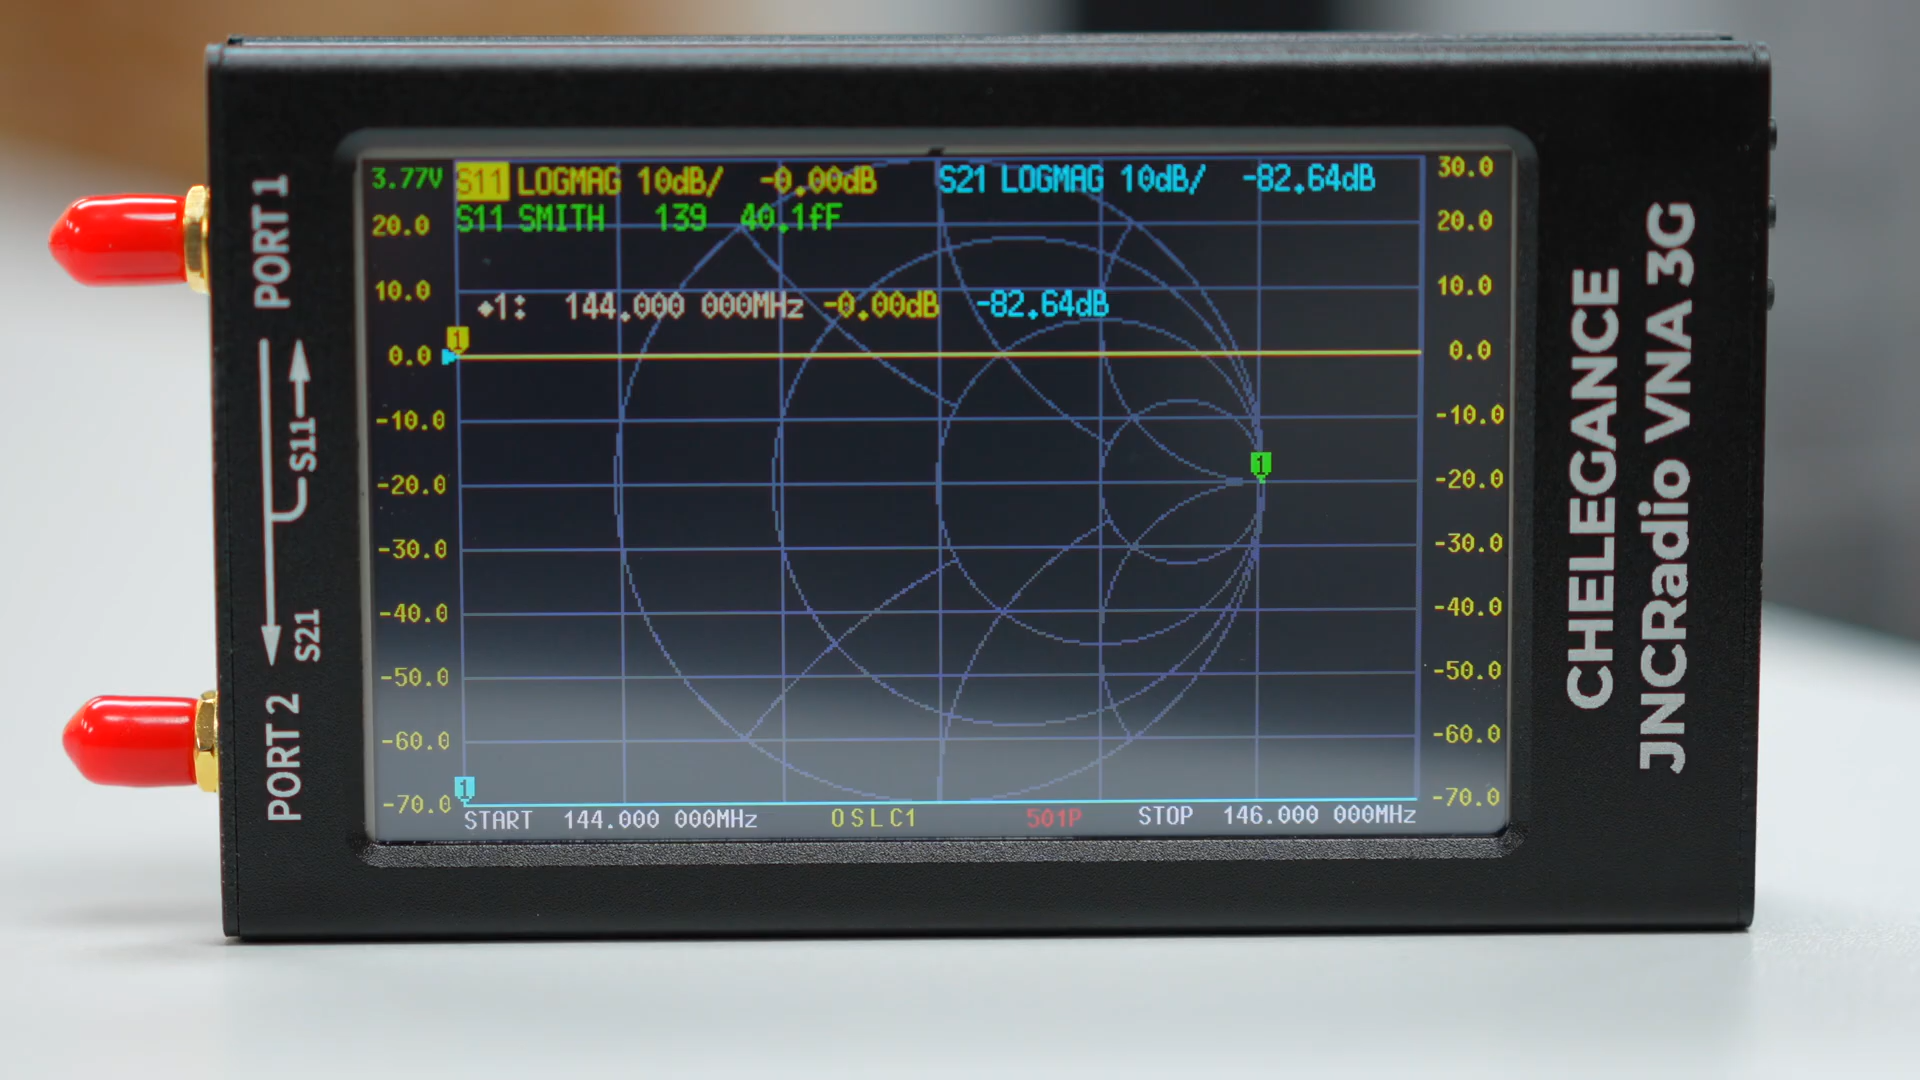 PORT 1
S11
S21
PORT 2
3.77V
S11 LOGMAG 10dB/ -0.00dB S21 LOGMAG 10dB/ -82.64dB
S11 SMITH 139 40.1fF
1: 144.000 000MHz -0.00dB -82.64dB
20.0
10.0
0.0
-10.0
-20.0
-30.0
-40.0
-50.0
-60.0
-70.0
1
1
1
30.0
20.0
10.0
0.0
-10.0
-20.0
-30.0
-40.0
-50.0
-60.0
-70.0
START 144.000 000MHz OSLC1 501P STOP 146.000 000MHz
CHELEGANCE
JNCRadio VNA 3G